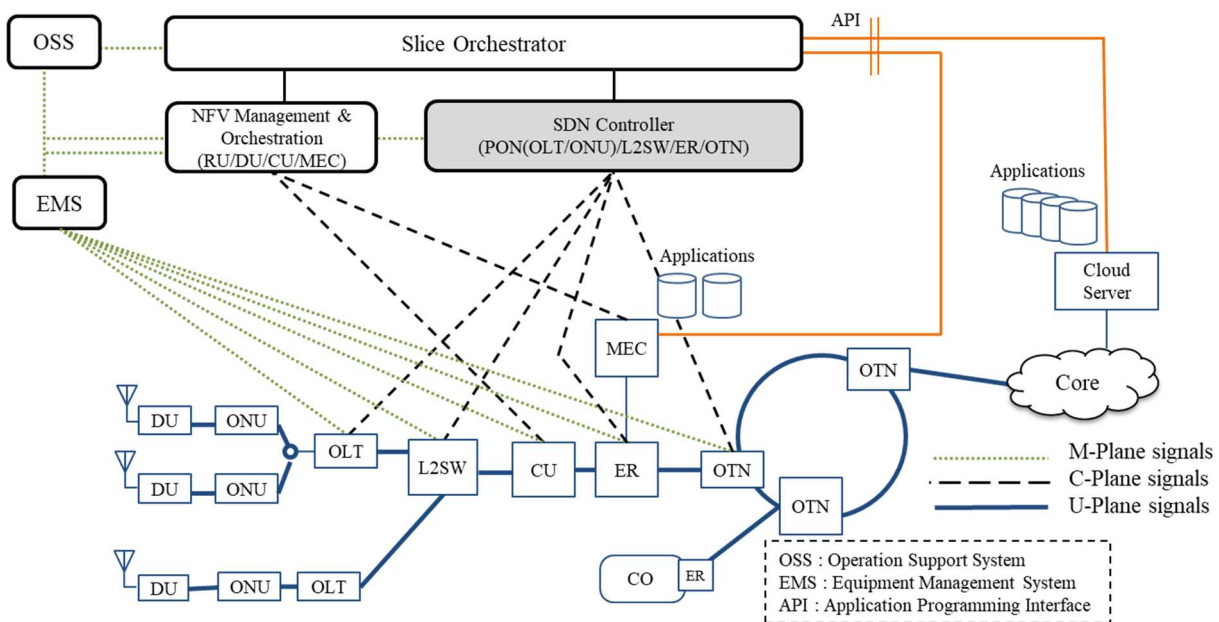 OSS
Slice Orchestrator
API
NFV Management &
Orchestration
(RU/DU/CU/MEC)
SDN Controller
(PON(OLT/ONU)/L2SW/ER/OTN)
EMS
Applications
Applications
Cloud
Server
MEC
OTN
Core
DU
ONU
OLT
L2SW
CU
ER
OTN
DU
ONU
OTN
M-Plane signals
C-Plane signals
U-Plane signals
DU
ONU
OLT
CO
ER
OSS : Operation Support System
EMS : Equipment Management System
API : Application Programming Interface